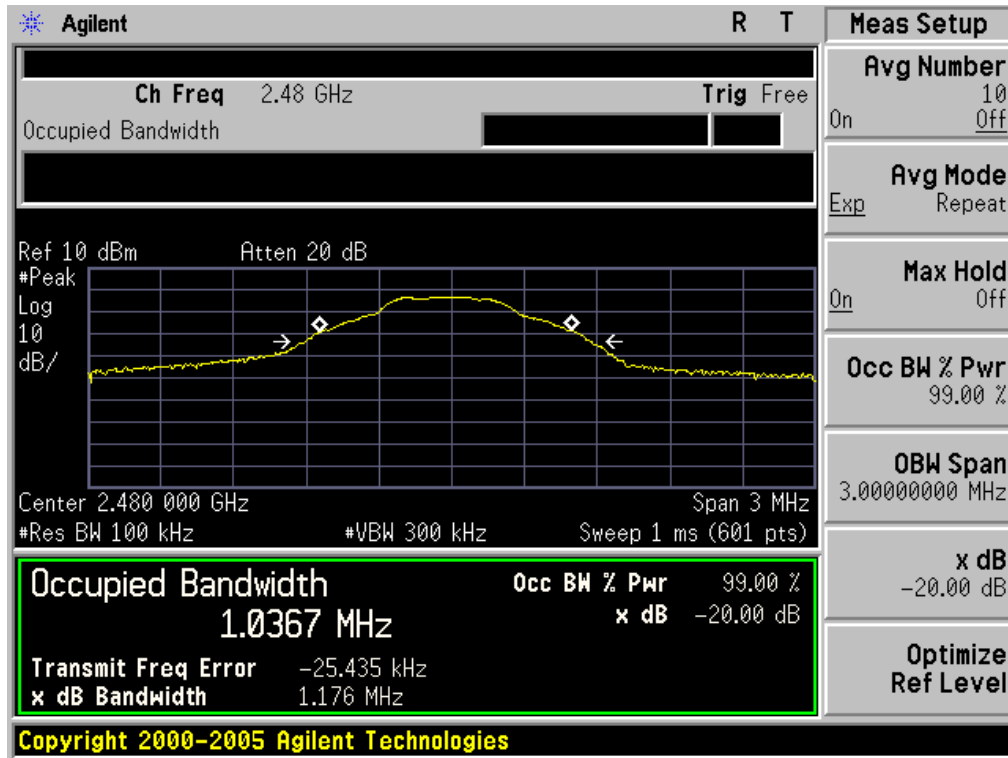 Agilent R T
Ch Freq 2.48 GHz Trig Free
Occupied Bandwidth
Ref 10 dBm Atten 20 dB
#Peak
Log
10
dB/
Center 2.480 000 GHz Span 3 MHz
#Res BW 100 kHz #VBW 300 kHz Sweep 1 ms (601 pts)
Occupied Bandwidth
1.0367 MHz
Occ BW % Pwr 99.00 %
x dB -20.00 dB
Transmit Freq Error -25.435 kHz
x dB Bandwidth 1.176 MHz
Copyright 2000-2005 Agilent Technologies
Meas Setup
Avg Number
10
On Off
Avg Mode
Exp Repeat
Max Hold
On Off
Occ BW % Pwr
99.00 %
OBW Span
3.00000000 MHz
x dB
-20.00 dB
Optimize
Ref Level